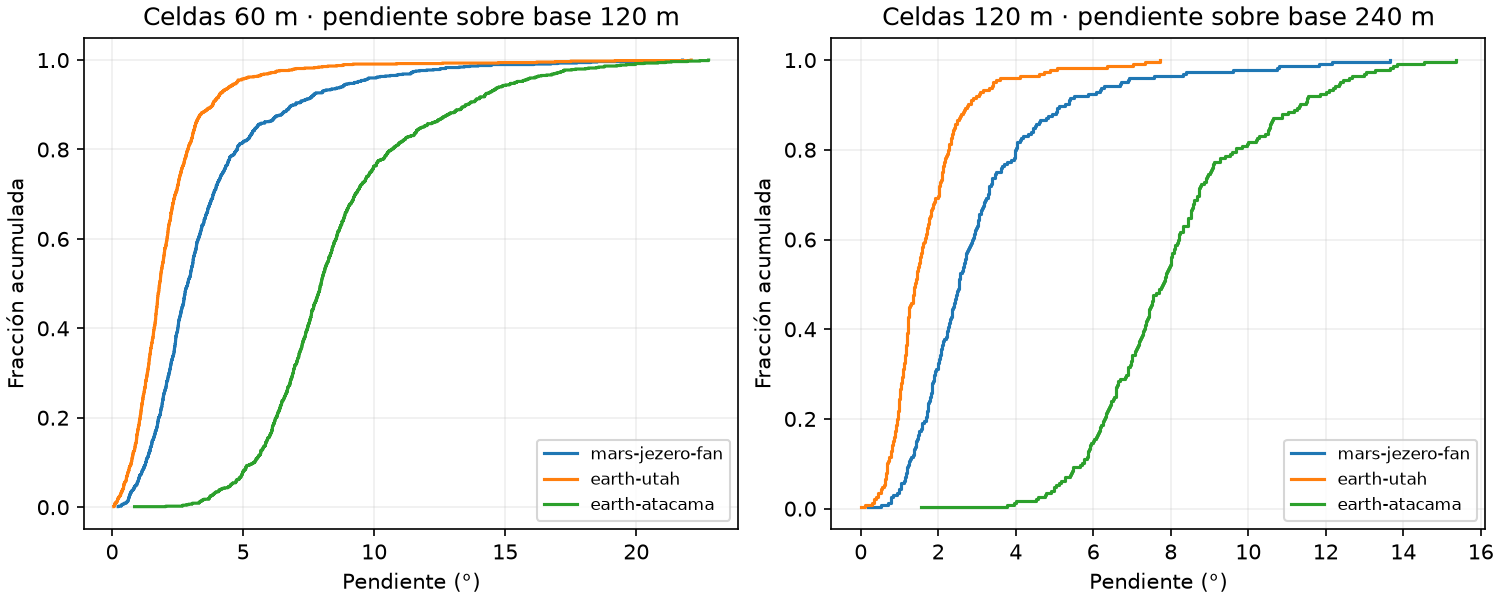 Celdas 60 m · pendiente sobre base 120 m
1.0
0.8
0.6
0.4
0.2
0.0
Fracción acumulada
mars-jezero-fan
earth-utah
earth-atacama
0 5 10 15 20
Pendiente (°)
Celdas 120 m · pendiente sobre base 240 m
1.0
0.8
0.6
0.4
0.2
0.0
Fracción acumulada
mars-jezero-fan
earth-utah
earth-atacama
0 2 4 6 8 10 12 14 16
Pendiente (°)